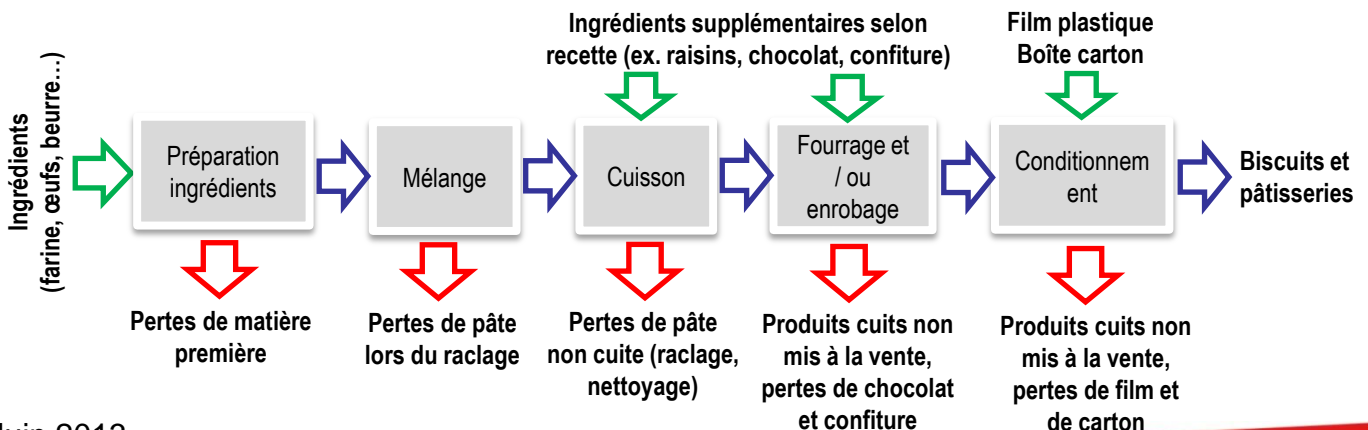 Ingrédients supplémentaires selon
recette (ex. raisins, chocolat, confiture)
Film plastique
Boîte carton
Ingrédients
(farine, œufs, beurre…)
Préparation
ingrédients
Mélange
Cuisson
Fourrage et
/ ou
enrobage
Conditionnem
ent
Biscuits et
pâtisseries
Pertes de matière
première
Pertes de pâte
lors du raclage
Pertes de pâte
non cuite (raclage,
nettoyage)
Produits cuits non
mis à la vente,
pertes de chocolat
et confiture
Produits cuits non
mis à la vente,
pertes de film et
de carton